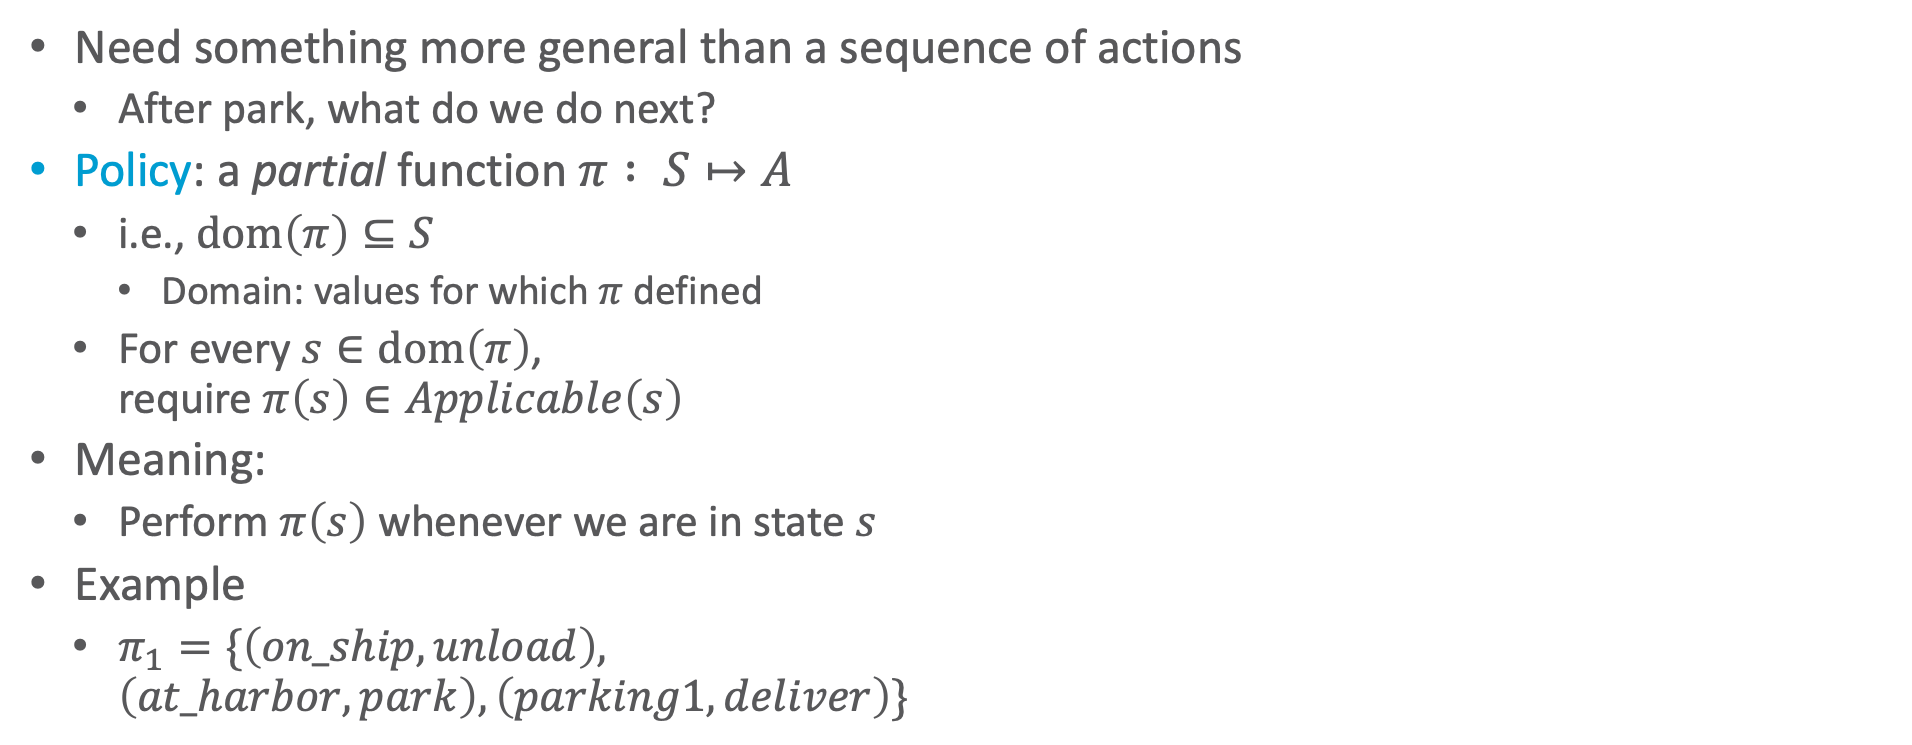 • Need something more general than a sequence of actions
• After park, what do we do next?
• Policy: a partial function π : S ↦ A
• i.e., dom(π) ⊆ S
• Domain: values for which π defined
• For every s ∈ dom(π),
require π(s) ∈ Applicable(s)
• Meaning:
• Perform π(s) whenever we are in state s
• Example
• π₁ = {(on_ship, unload),
(at_harbor, park), (parking1, deliver)}